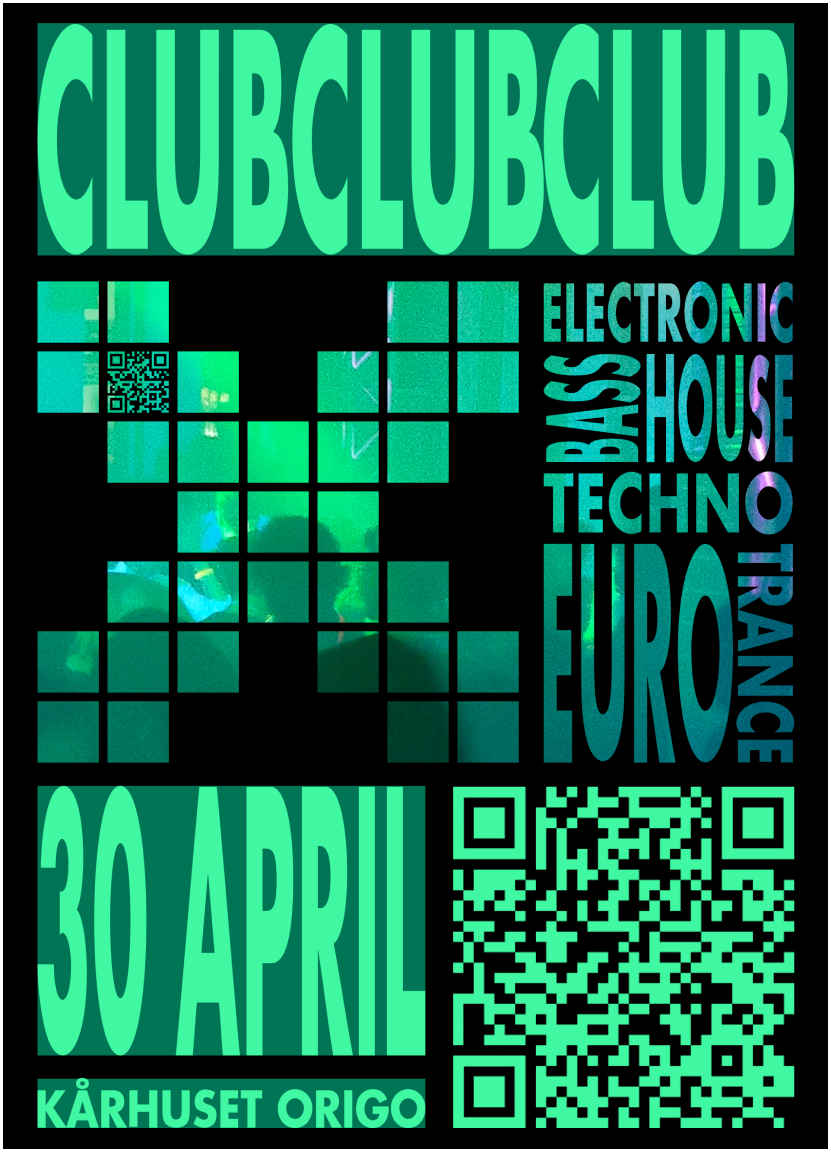 CLUBCLUBCLUB
ELECTRONIC
BASS HOUSE
TECHNO
EURO TRANCE
30 APRIL
KÅRHUSET ORIGO